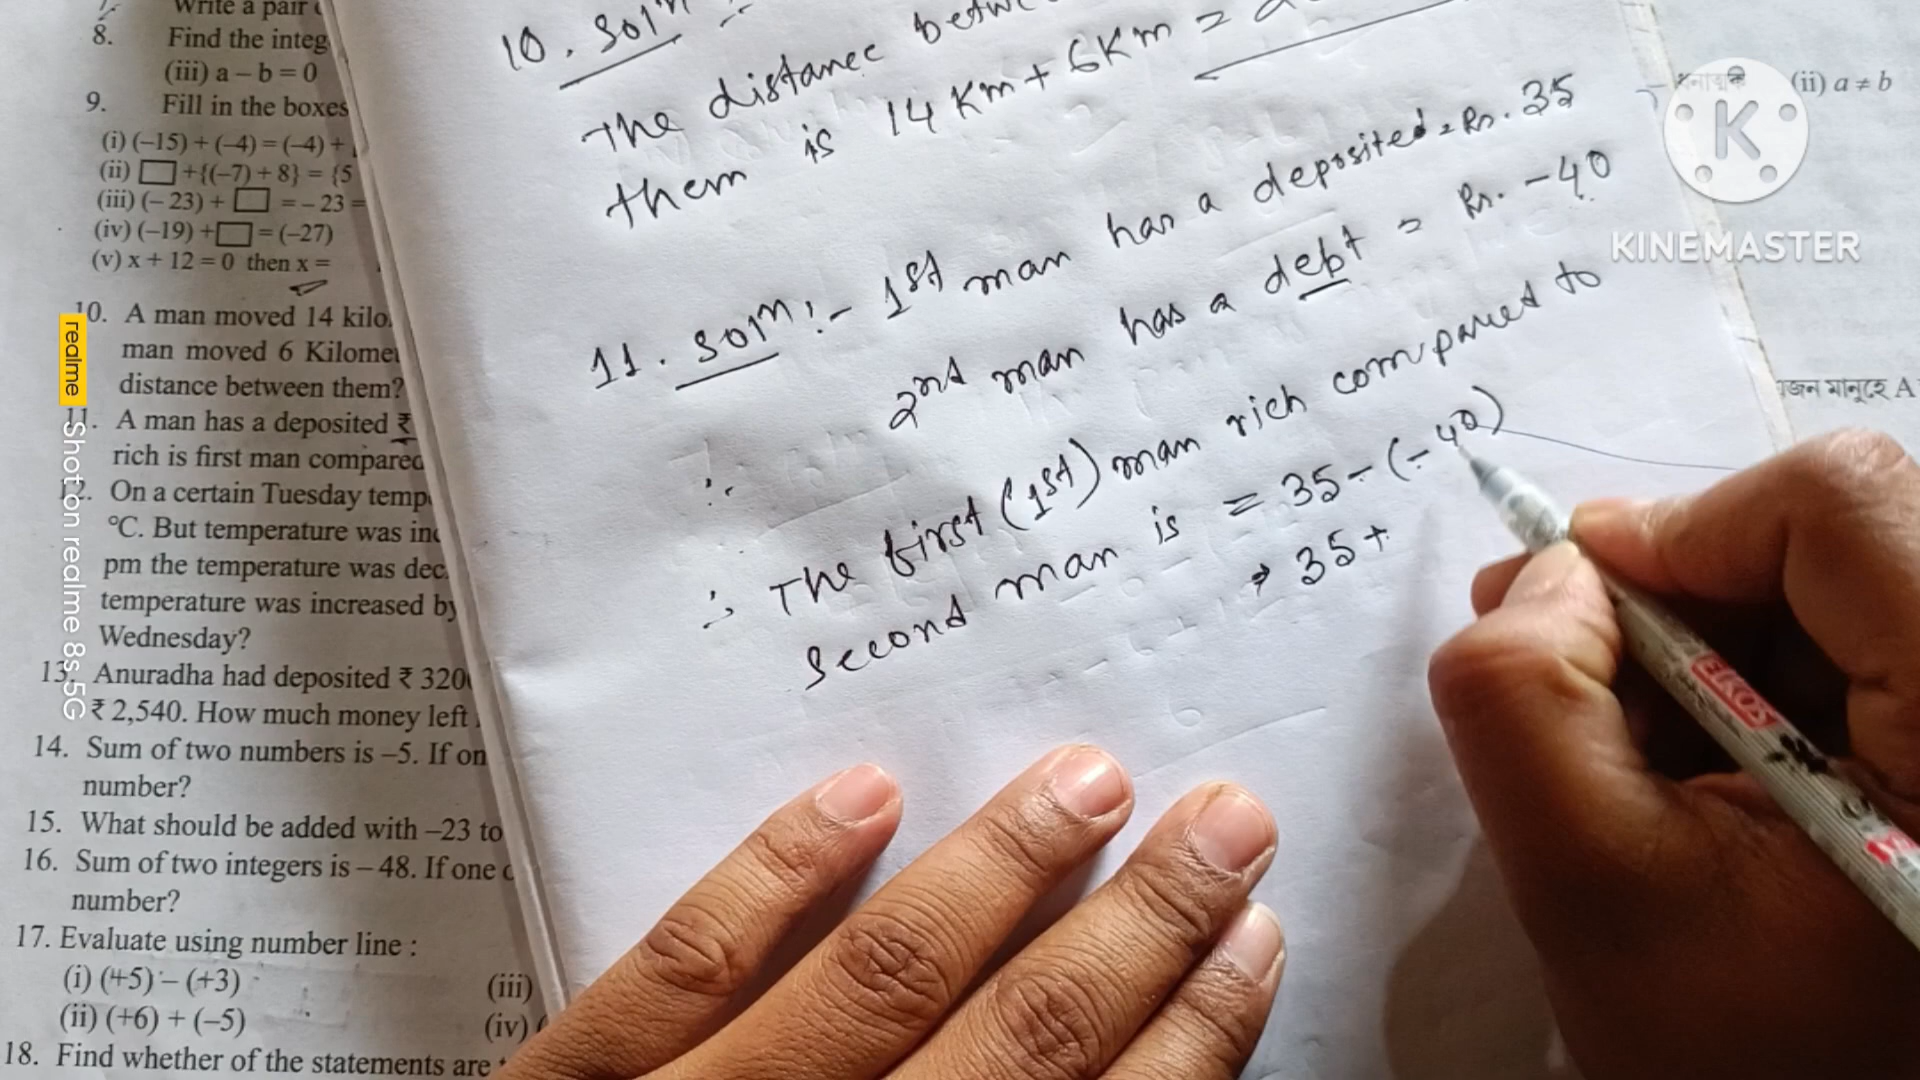 Write a pair
8. Find the integ
(iii) a – b = 0
9. Fill in the boxes
(i) (–15) + (–4) = (–4) +
(ii) □ +{(–7) + 8} = {5
(iii) (– 23) + □ = – 23 =
(iv) (–19) + □ = (–27)
(v) x + 12 = 0 then x =
10. A man moved 14 kilo
man moved 6 Kilome
distance between them?
11. A man has a deposited ₹
rich is first man compared
12. On a certain Tuesday temp
°C. But temperature was inc
pm the temperature was dec
temperature was increased by
Wednesday?
13. Anuradha had deposited ₹ 320
₹ 2,540. How much money left
14. Sum of two numbers is –5. If on
number?
15. What should be added with –23 to
16. Sum of two integers is – 48. If one
number?
17. Evaluate using number line :
(i) (+5) – (+3)
(iii)
(ii) (+6) + (–5)
(iv) (
18. Find whether of the statements are
realme Shot on realme 8s 5G
10. Solⁿ :-
The distance betwe
them is 14 Km + 6 Km =
11. Solⁿ :- 1st man has a deposited = Rs. 35
2nd man has a debt = Rs. -40
∴ The first (1st) man rich compared to
second man is = 35 - (-40)
35 +
(ii) a ≠ b
K
KINEMASTER
মানুহে A